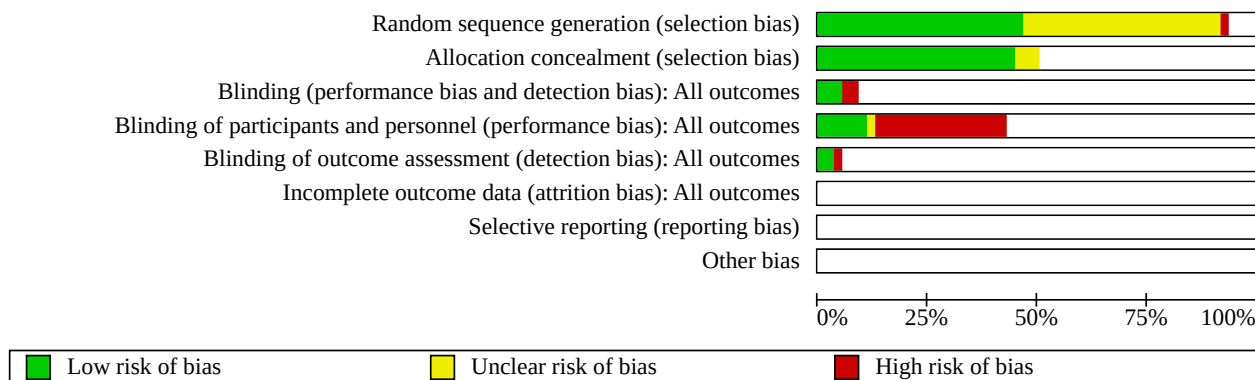 Random sequence generation (selection bias)
Allocation concealment (selection bias)
Blinding (performance bias and detection bias): All outcomes
Blinding of participants and personnel (performance bias): All outcomes
Blinding of outcome assessment (detection bias): All outcomes
Incomplete outcome data (attrition bias): All outcomes
Selective reporting (reporting bias)
Other bias
0% 25% 50% 75% 100%
Low risk of bias Unclear risk of bias High risk of bias